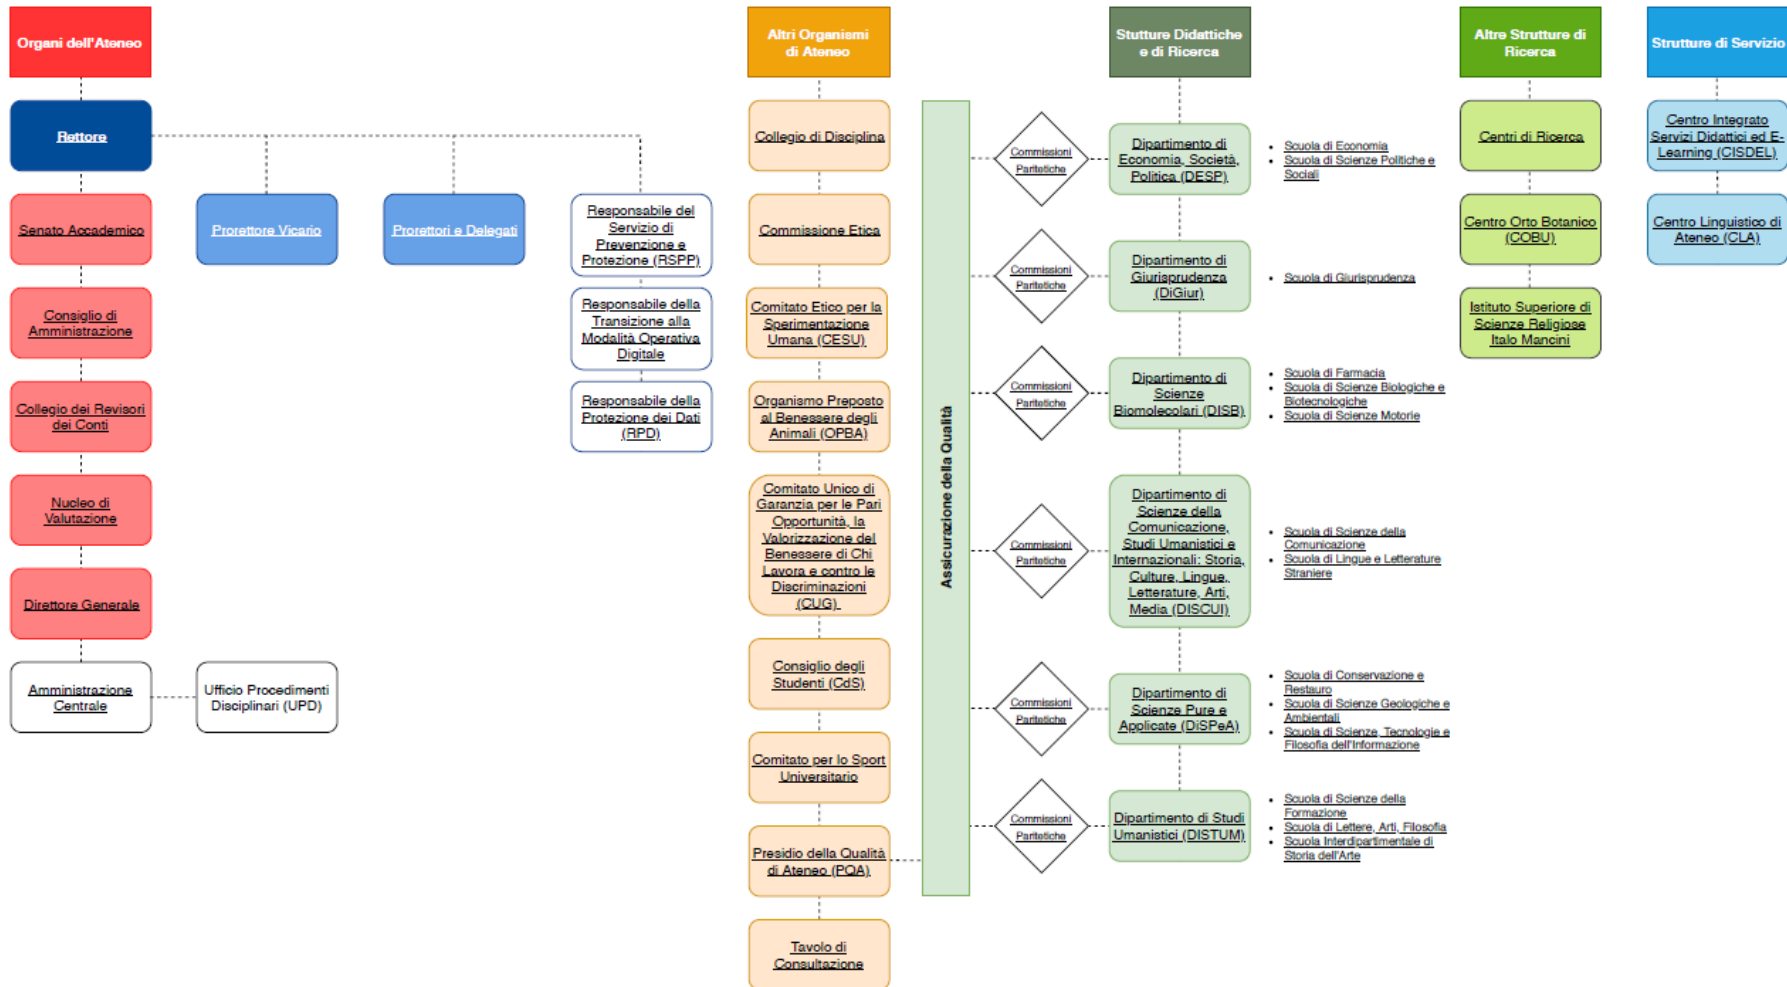 Organi dell'Ateneo
Rettore
Senato Accademico
Consiglio di
Amministrazione
Collegio dei Revisori
dei Conti
Nucleo di
Valutazione
Direttore Generale
Amministrazione
Centrale
Ufficio Procedimenti
Disciplinari (UPD)
Prorettore Vicario
Prorettori e Delegati
Responsabile del
Servizio di
Prevenzione e
Protezione (RSPP)
Responsabile della
Transizione alla
Modalità Operativa
Digitale
Responsabile della
Protezione dei Dati
(RPD)
Altri Organismi
di Ateneo
Collegio di Disciplina
Commissione Etica
Comitato Etico per la
Sperimentazione
Umana (CESU)
Organismo Preposto
al Benessere degli
Animali (OPBA)
Comitato Unico di
Garanzia per le Pari
Opportunità, la
Valorizzazione del
Benessere di Chi
Lavora e contro le
Discriminazioni
(CUG)
Consiglio degli
Studenti (CdS)
Comitato per lo Sport
Universitario
Presidio della Qualità
di Ateneo (PQA)
Tavolo di
Consultazione
Assicurazione della Qualità
Stutture Didattiche
e di Ricerca
Commissioni
Paritetiche
Dipartimento di
Economia, Società,
Politica (DESP)
• Scuola di Economia
• Scuola di Scienze Politiche e
Sociali
Commissioni
Paritetiche
Dipartimento di
Giurisprudenza
(DiGiur)
• Scuola di Giurisprudenza
Commissioni
Paritetiche
Dipartimento di
Scienze
Biomolecolari (DISB)
• Scuola di Farmacia
• Scuola di Scienze Biologiche e
Biotecnologiche
• Scuola di Scienze Motorie
Commissioni
Paritetiche
Dipartimento di
Scienze della
Comunicazione,
Studi Umanistici e
Internazionali: Storia,
Culture, Lingue,
Letterature, Arti,
Media (DISCUI)
• Scuola di Scienze della
Comunicazione
• Scuola di Lingue e Letterature
Straniere
Commissioni
Paritetiche
Dipartimento di
Scienze Pure e
Applicate (DiSPeA)
• Scuola di Conservazione e
Restauro
• Scuola di Scienze Geologiche e
Ambientali
• Scuola di Scienze, Tecnologie e
Filosofia dell'Informazione
Commissioni
Paritetiche
Dipartimento di Studi
Umanistici (DISTUM)
• Scuola di Scienze della
Formazione
• Scuola di Lettere, Arti, Filosofia
• Scuola Interdipartimentale di
Storia dell'Arte
Altre Strutture di
Ricerca
Centri di Ricerca
Centro Orto Botanico
(COBU)
Istituto Superiore di
Scienze Religiose
Italo Mancini
Strutture di Servizio
Centro Integrato
Servizi Didattici ed E-
Learning (CISDEL)
Centro Linguistico di
Ateneo (CLA)